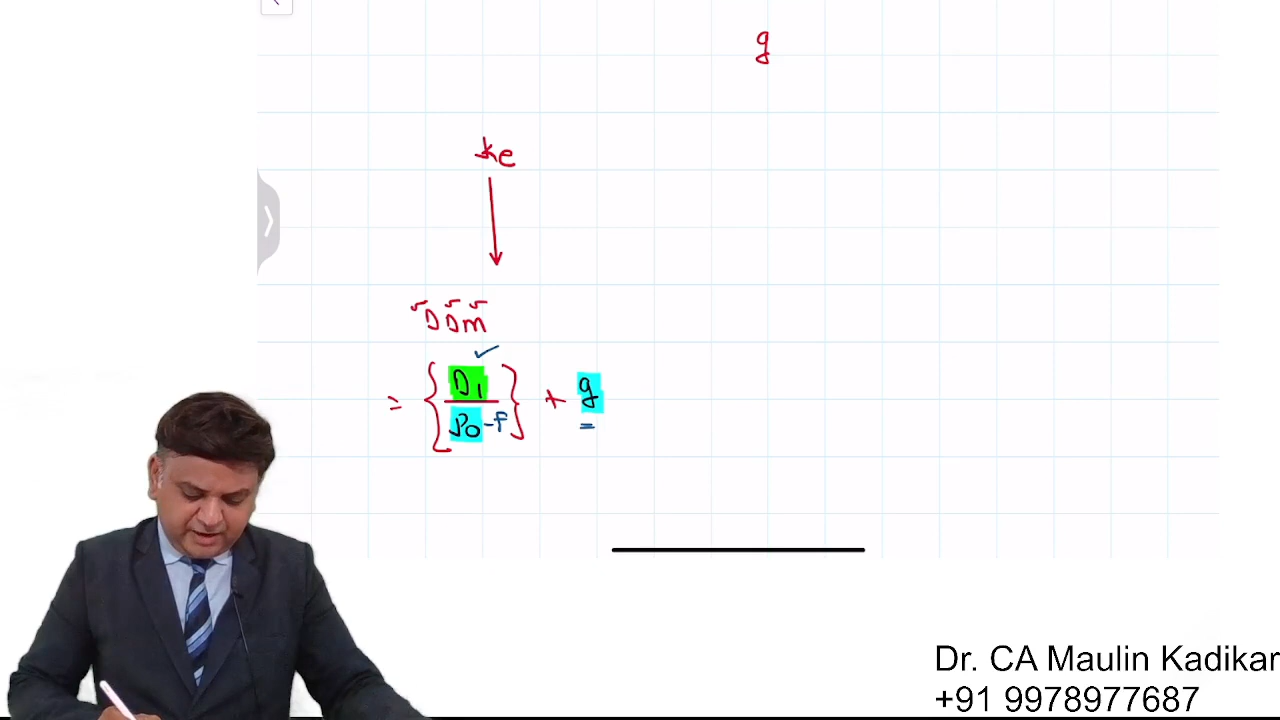 g
ke
DDM
= { D1 / P0-F } + g
Dr. CA Maulin Kadikar
+91 9978977687